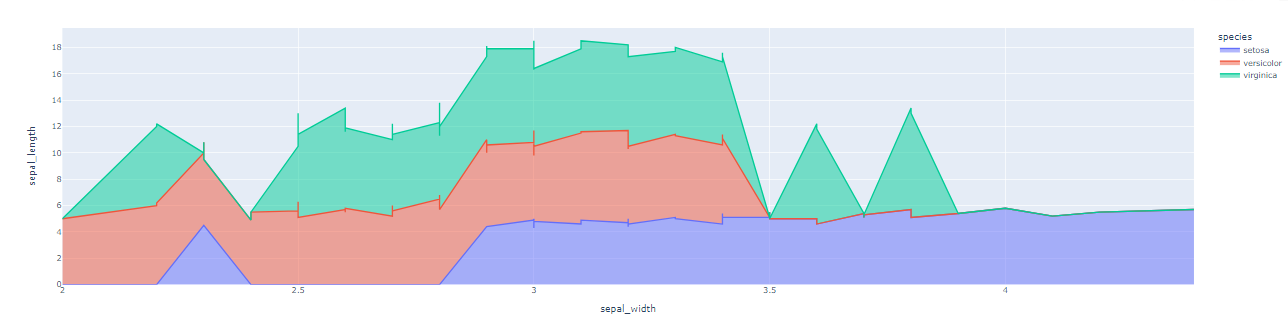 species
setosa
versicolor
virginica
sepal_length
18
16
14
12
10
8
6
4
2
0
2
2.5
3
3.5
4
sepal_width